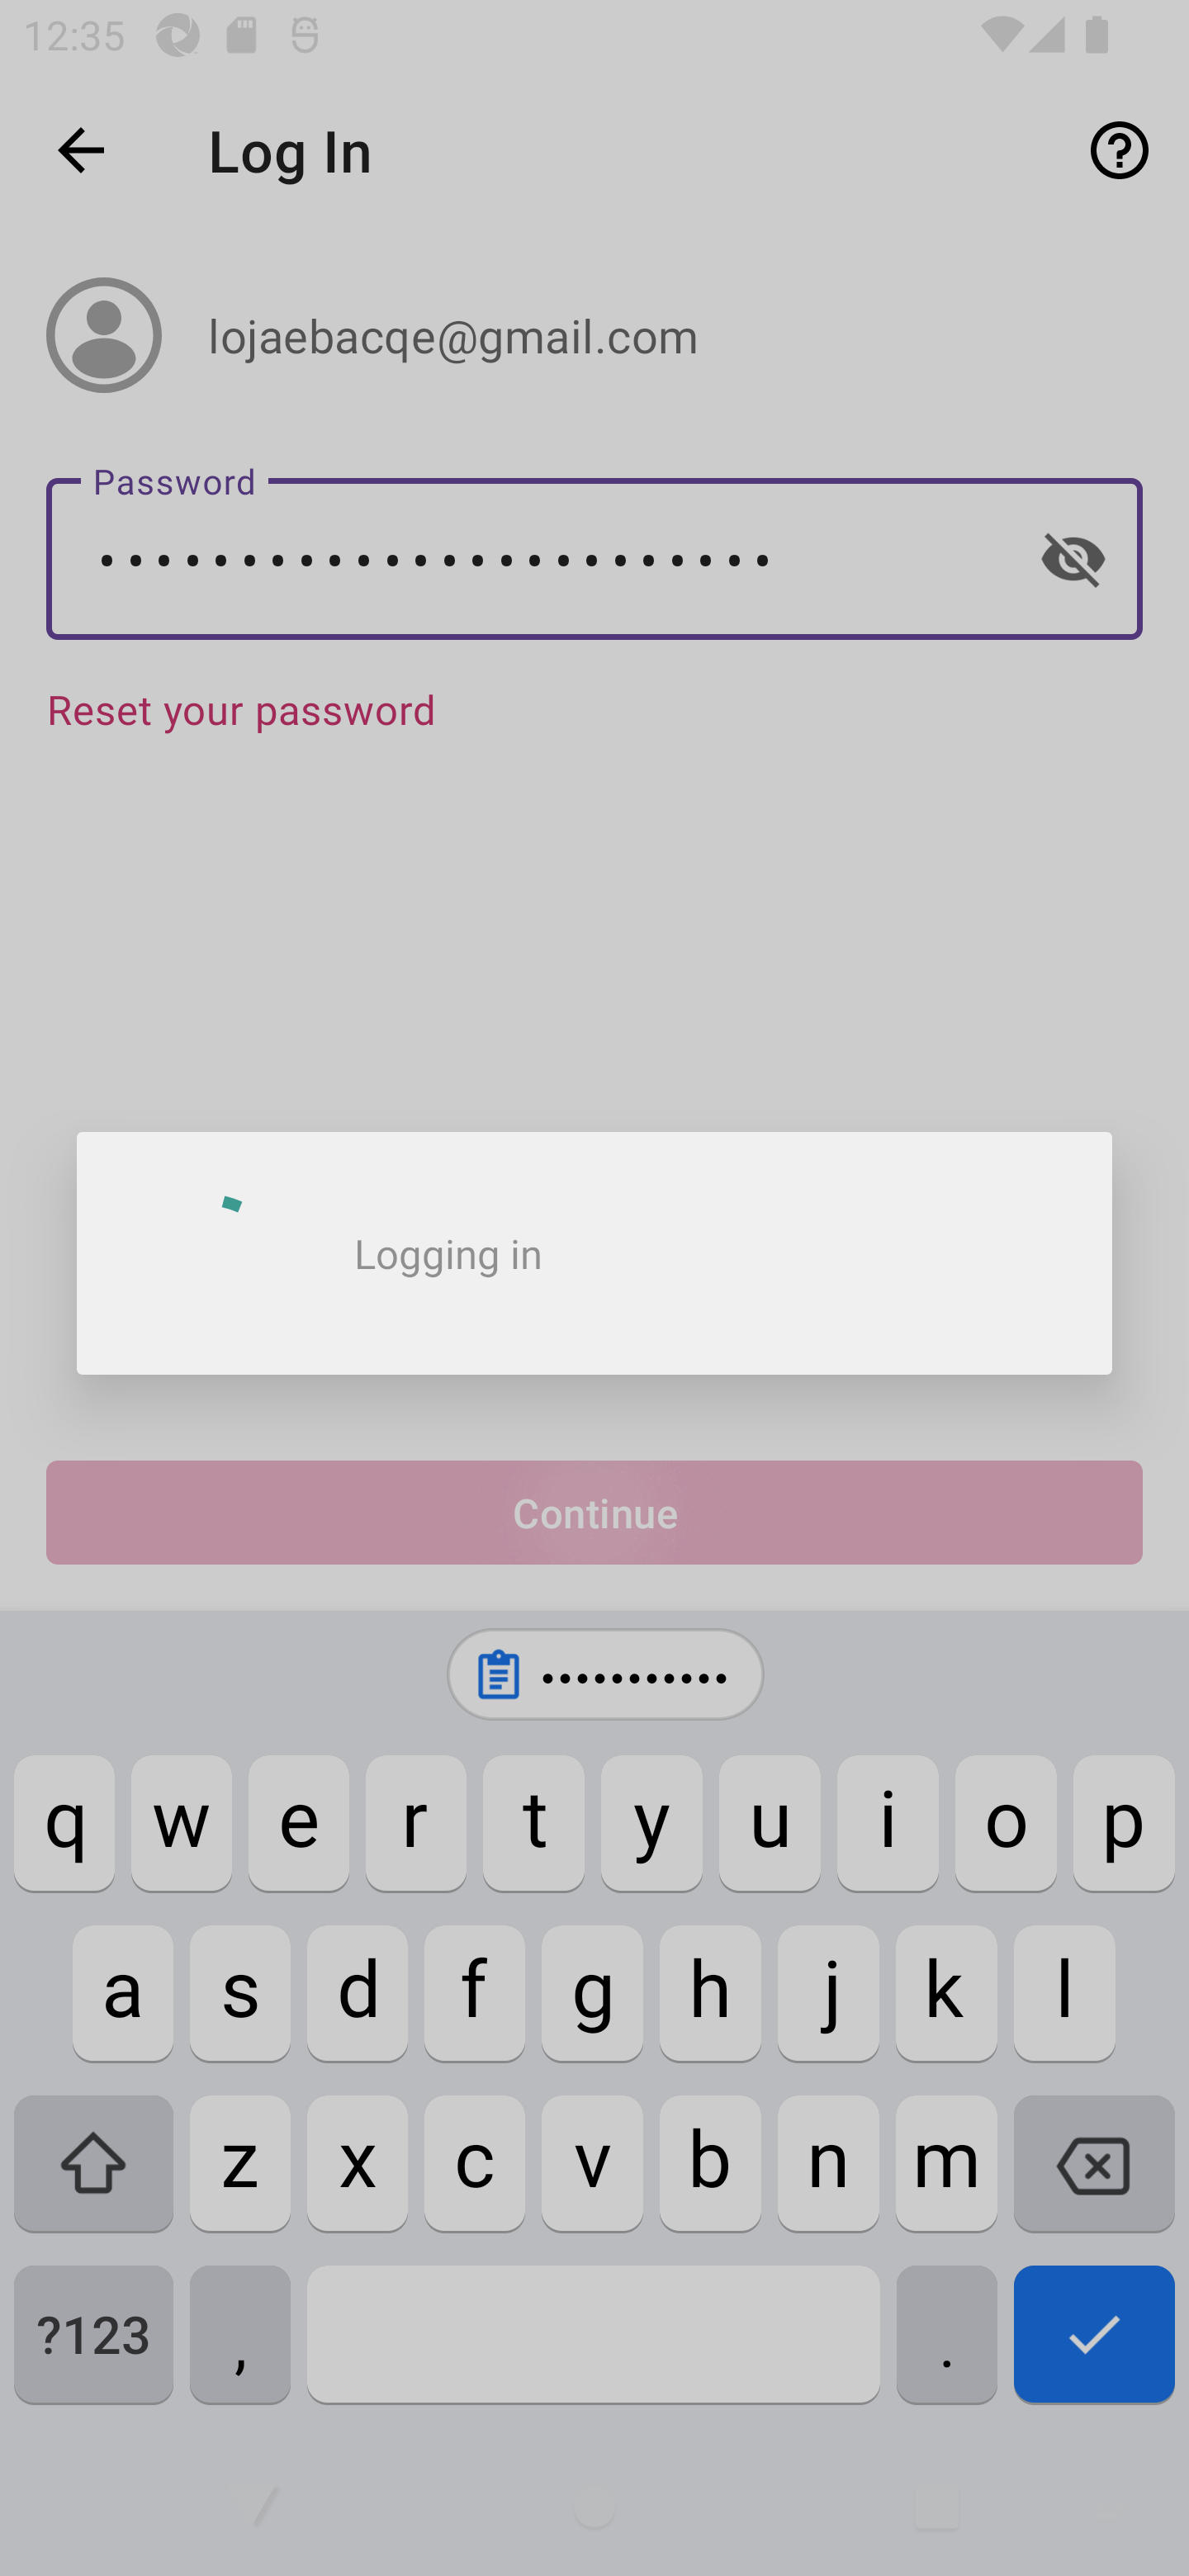 12:35
Log In
lojaebacqe@gmail.com
Password
••••••••••••••••••••••••
Reset your password
Logging in
Continue
•••••••••••
q w e r t y u i o p
a s d f g h j k l
z x c v b n m
?123 , .